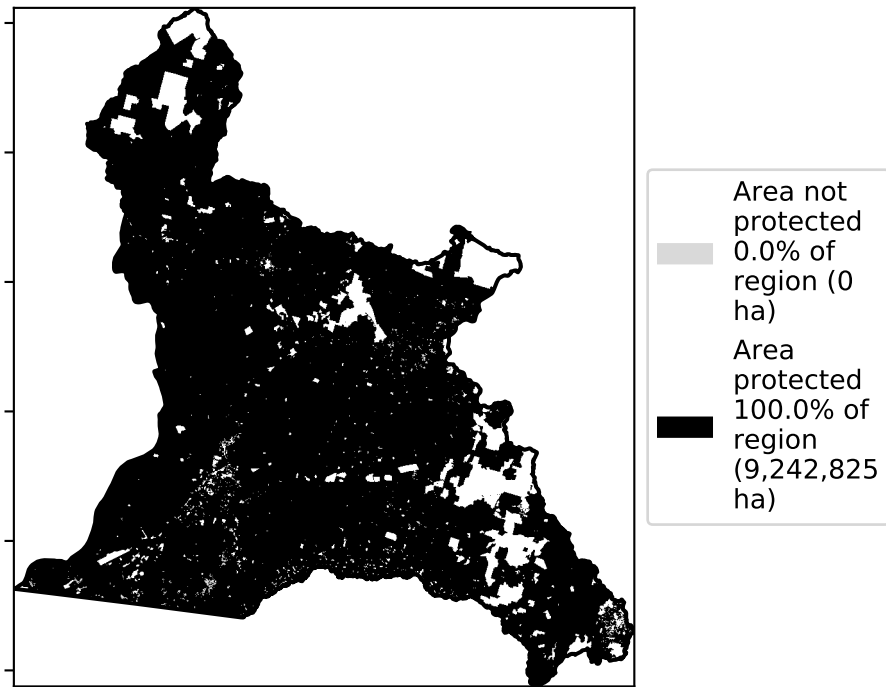 Area not
protected
0.0% of
region (0
ha)
Area
protected
100.0% of
region
(9,242,825
ha)